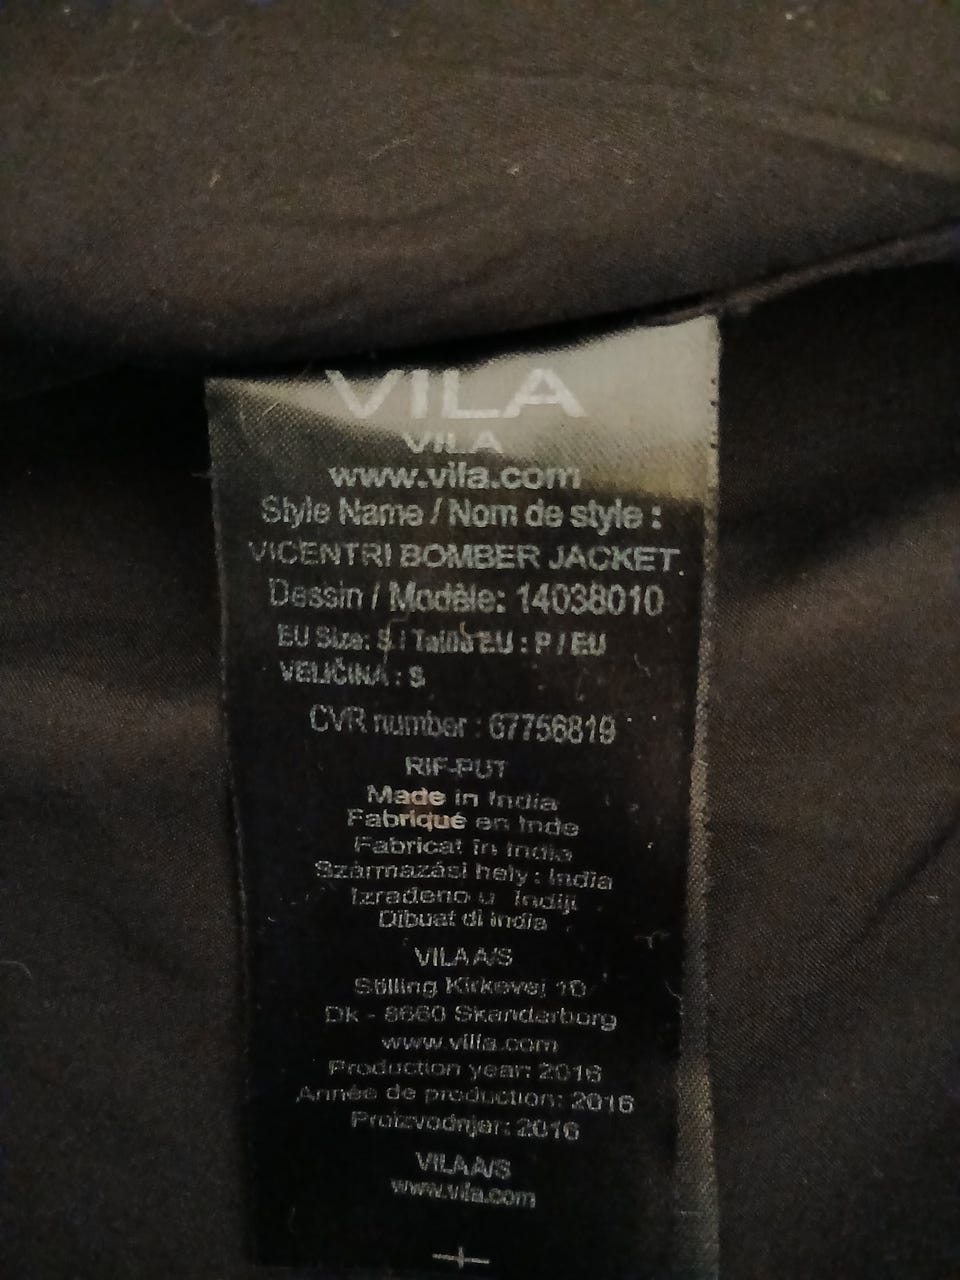 VILA
VILA
www.vila.com
Style Name / Nom de style :
VICENTRI BOMBER JACKET.
Dessin / Modèle: 14038010
EU Size: S / Taille EU : P / EU
VELIČINA : S
CVR number : 67756819
RIF-PUT
Made in India
Fabriqué en Inde
Fabricat în India
Származási hely : India
Izrađeno u Indiji
Dibuat di India
VILA A/S
Stilling Kirkevej 10
Dk - 8660 Skanderborg
www.vila.com
Production year: 2016
Année de production: 2016
Proizvodnjen: 2016
VILA A/S
www.vila.com